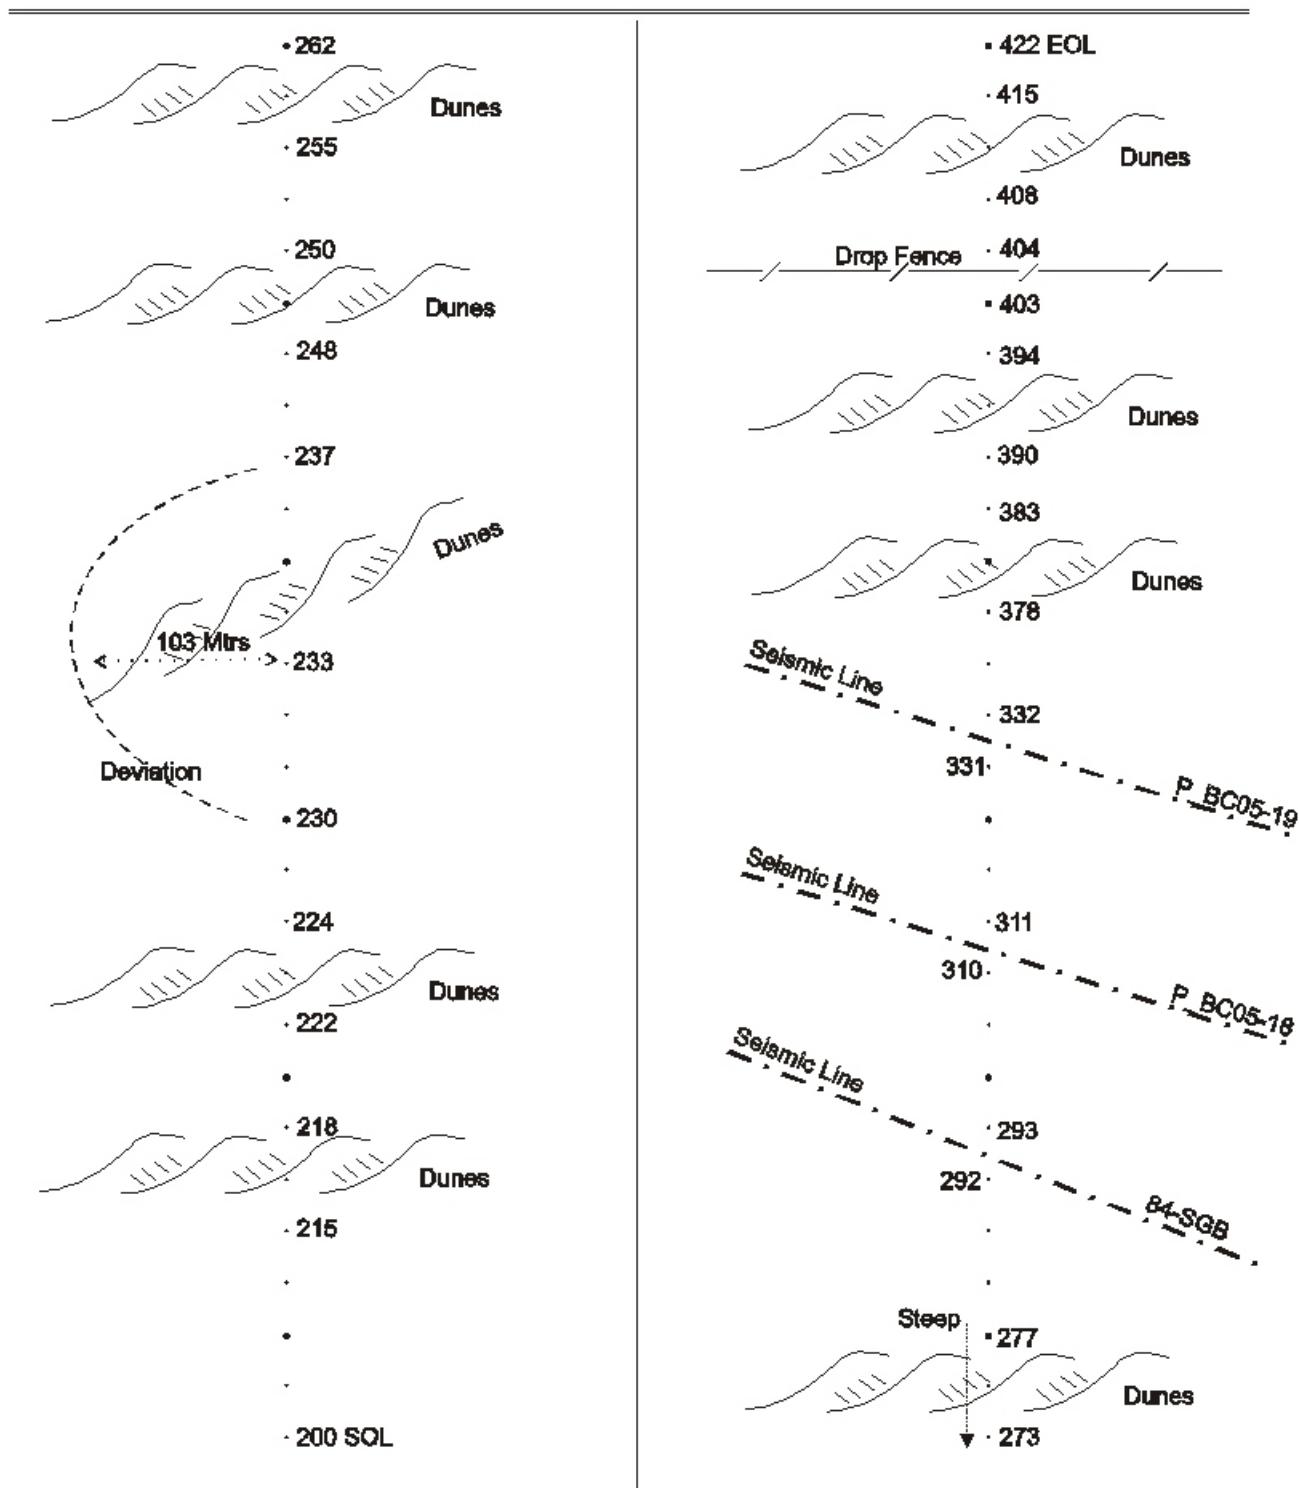 262
Dunes
255
250
Dunes
248
237
Dunes
103 Mtrs
233
Deviation
230
224
Dunes
222
218
Dunes
215
200 SOL
422 EOL
415
Dunes
408
404
Drop Fence
403
394
Dunes
390
383
Dunes
378
Seismic Line
332
331
P_BC05-19
Seismic Line
311
310
P_BC05-18
Seismic Line
293
292
84-SGB
Steep
277
Dunes
273